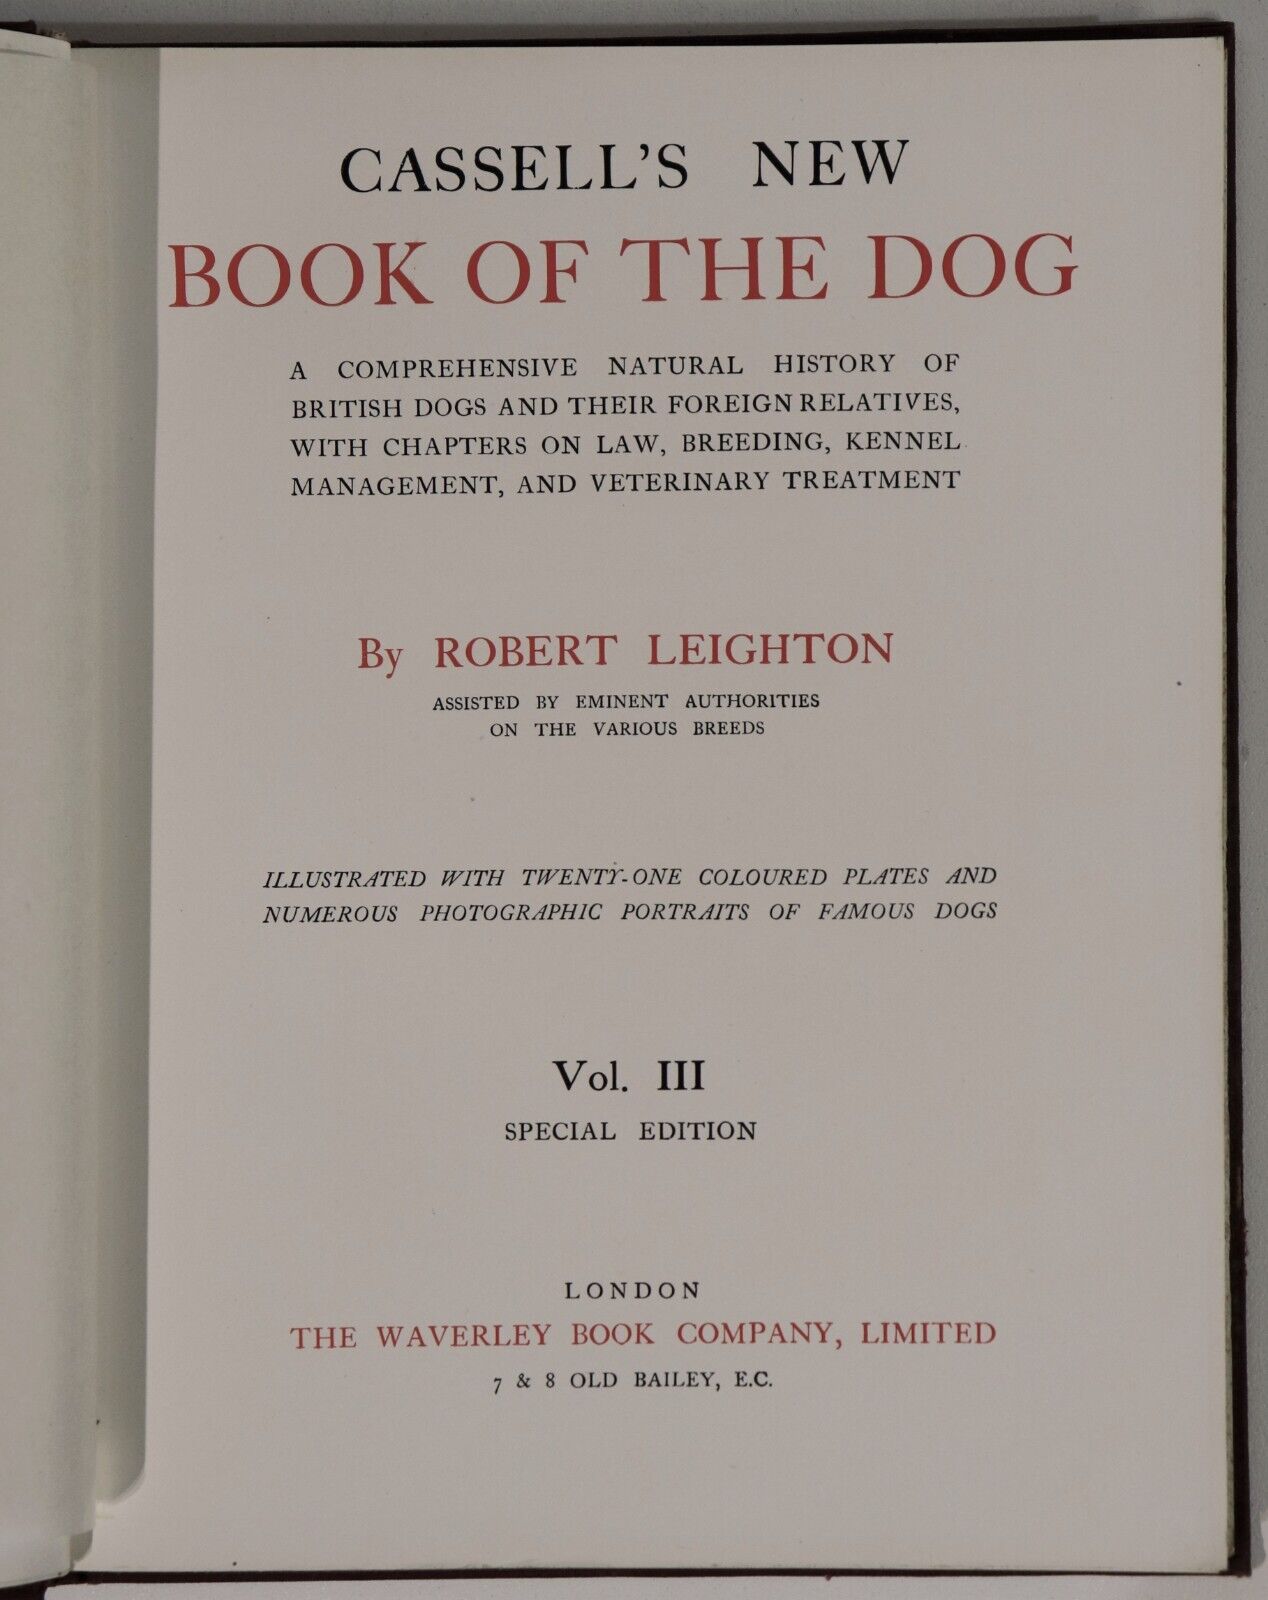 CASSELL'S NEW
BOOK OF THE DOG
A COMPREHENSIVE NATURAL HISTORY OF
BRITISH DOGS AND THEIR FOREIGN RELATIVES,
WITH CHAPTERS ON LAW, BREEDING, KENNEL
MANAGEMENT, AND VETERINARY TREATMENT
By ROBERT LEIGHTON
ASSISTED BY EMINENT AUTHORITIES
ON THE VARIOUS BREEDS
ILLUSTRATED WITH TWENTY-ONE COLOURED PLATES AND
NUMEROUS PHOTOGRAPHIC PORTRAITS OF FAMOUS DOGS
Vol. III
SPECIAL EDITION
LONDON
THE WAVERLEY BOOK COMPANY, LIMITED
7 & 8 OLD BAILEY, E.C.